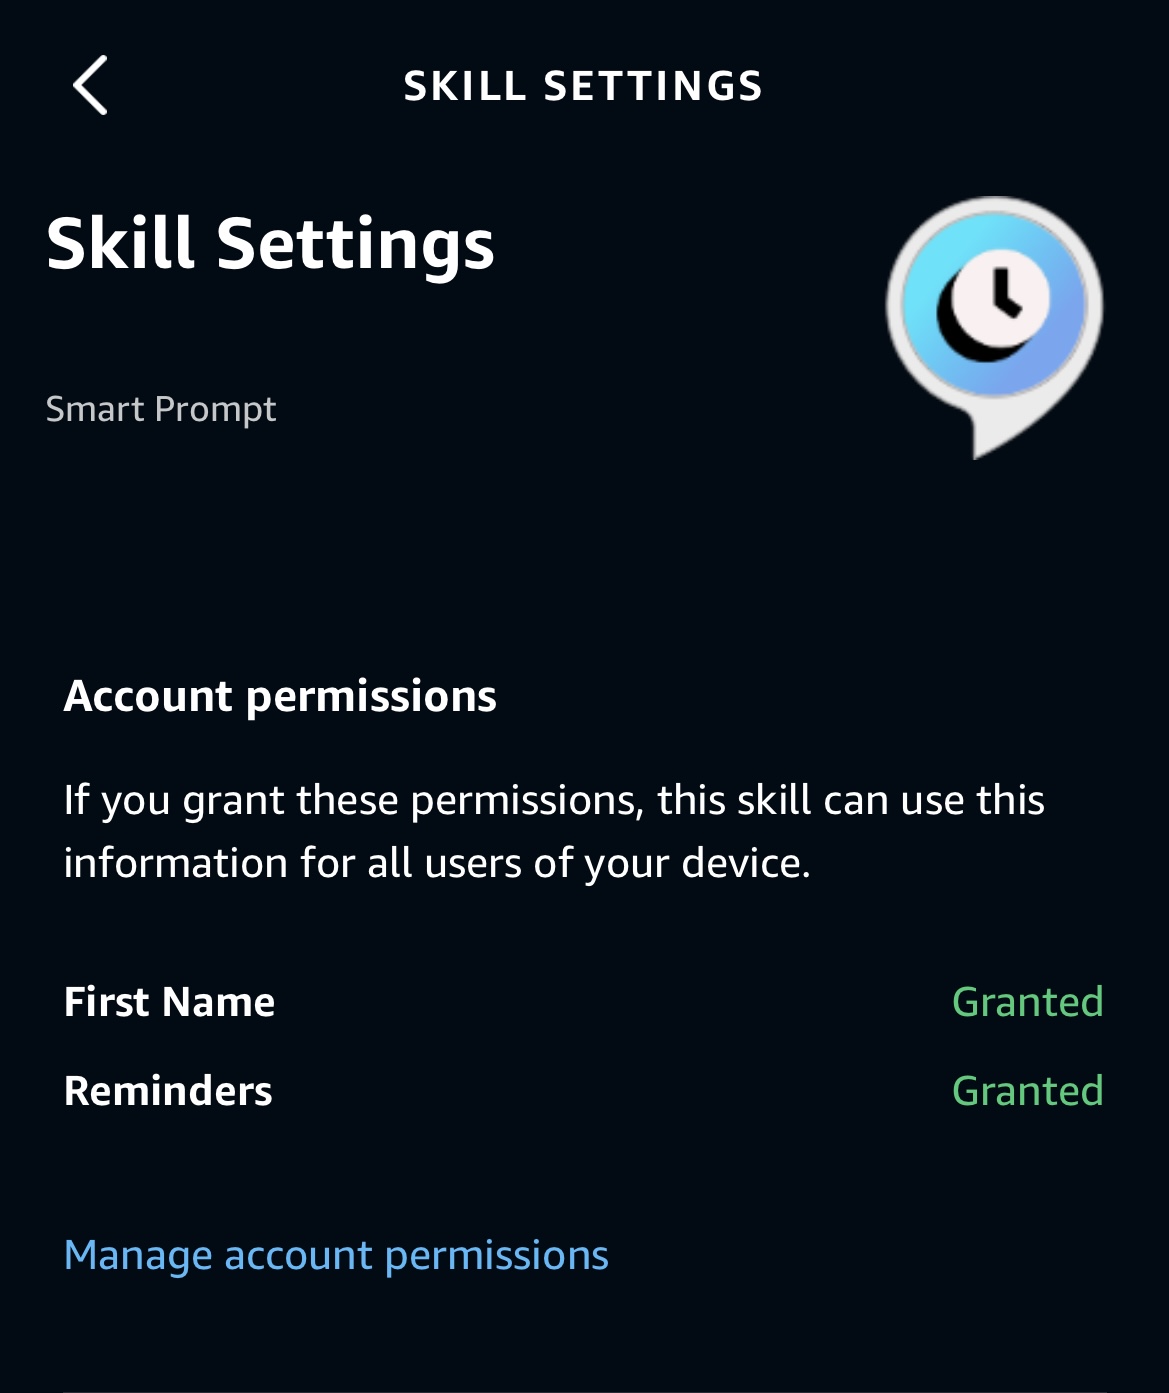 SKILL SETTINGS
Skill Settings
Smart Prompt
Account permissions
If you grant these permissions, this skill can use this
information for all users of your device.
First Name Granted
Reminders Granted
Manage account permissions